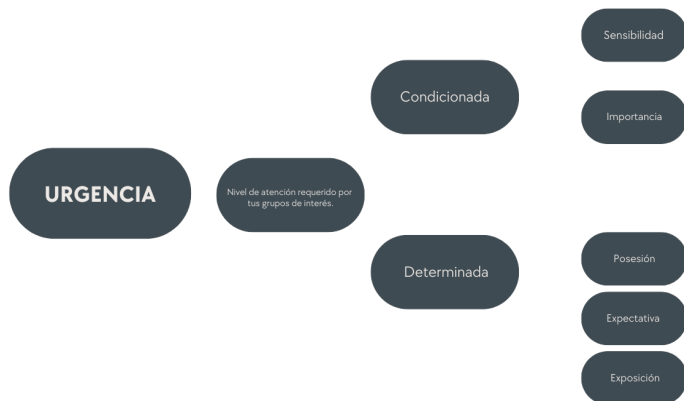 URGENCIA
Nivel de atención requerido por
tus grupos de interés.
Condicionada
Sensibilidad
Importancia
Determinada
Posesión
Expectativa
Exposición